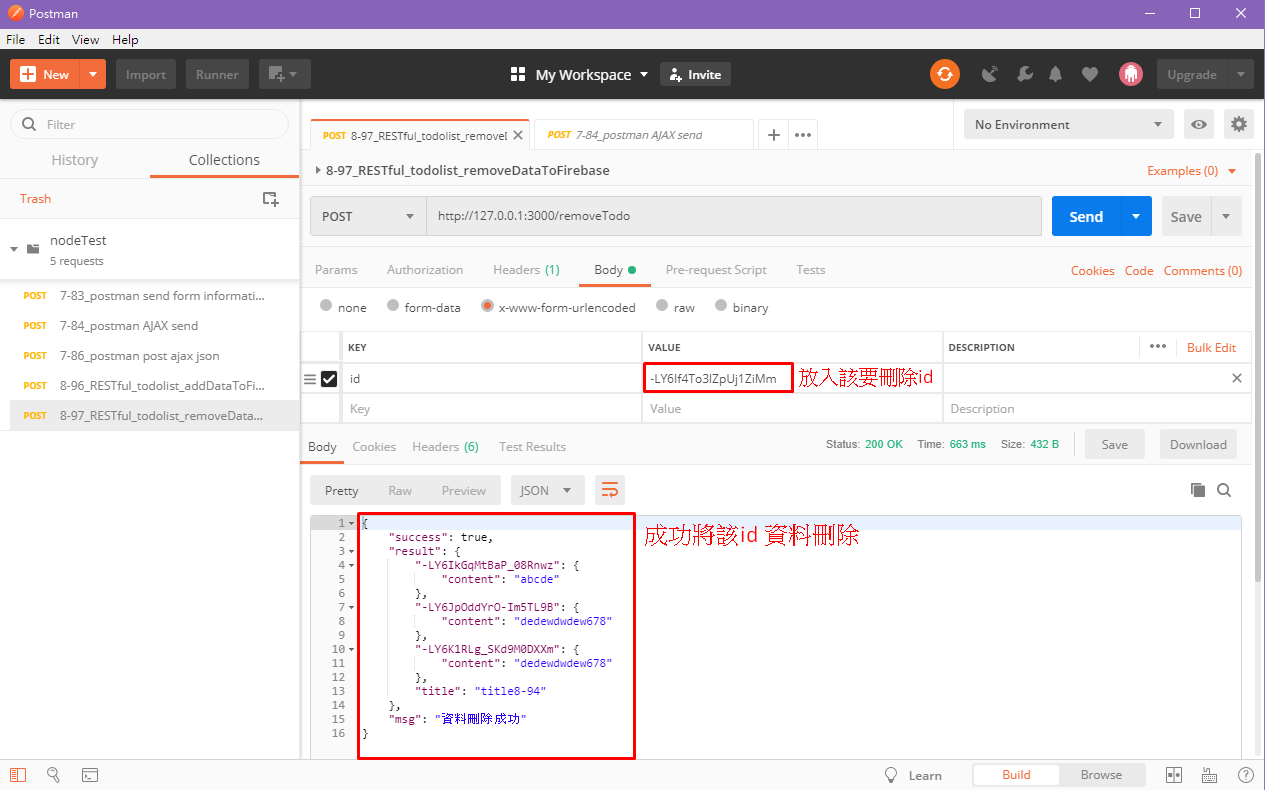 Postman
File Edit View Help
New Import Runner My Workspace Invite Upgrade
Filter
History Collections
Trash
nodeTest
5 requests
POST 7-83_postman send form informati...
POST 7-84_postman AJAX send
POST 7-86_postman post ajax json
POST 8-96_RESTful_todolist_addDataToFi...
POST 8-97_RESTful_todolist_removeData...
POST 8-97_RESTful_todolist_removeD
POST 7-84_postman AJAX send
No Environment
8-97_RESTful_todolist_removeDataToFirebase
Examples (0)
POST http://127.0.0.1:3000/removeTodo Send Save
Params Authorization Headers (1) Body Pre-request Script Tests Cookies Code Comments (0)
none form-data x-www-form-urlencoded raw binary
KEY VALUE DESCRIPTION Bulk Edit
id -LY6If4To3IZpUj1ZiMm 放入該要刪除id
Key Value Description
Body Cookies Headers (6) Test Results Status: 200 OK Time: 663 ms Size: 432 B Save Download
Pretty Raw Preview JSON
1 {
2 "success": true,
3 "result": {
4 "-LY6IkGqMtBaP_08Rnwz": {
5 "content": "abcde"
6 },
7 "-LY6JpOddYrO-Im5TL9B": {
8 "content": "dedewdwdew678"
9 },
10 "-LY6K1RLg_SKd9M0DXXm": {
11 "content": "dedewdwdew678"
12 },
13 "title": "title8-94"
14 },
15 "msg": "資料刪除成功"
16 }
成功將該id 資料刪除
Learn Build Browse